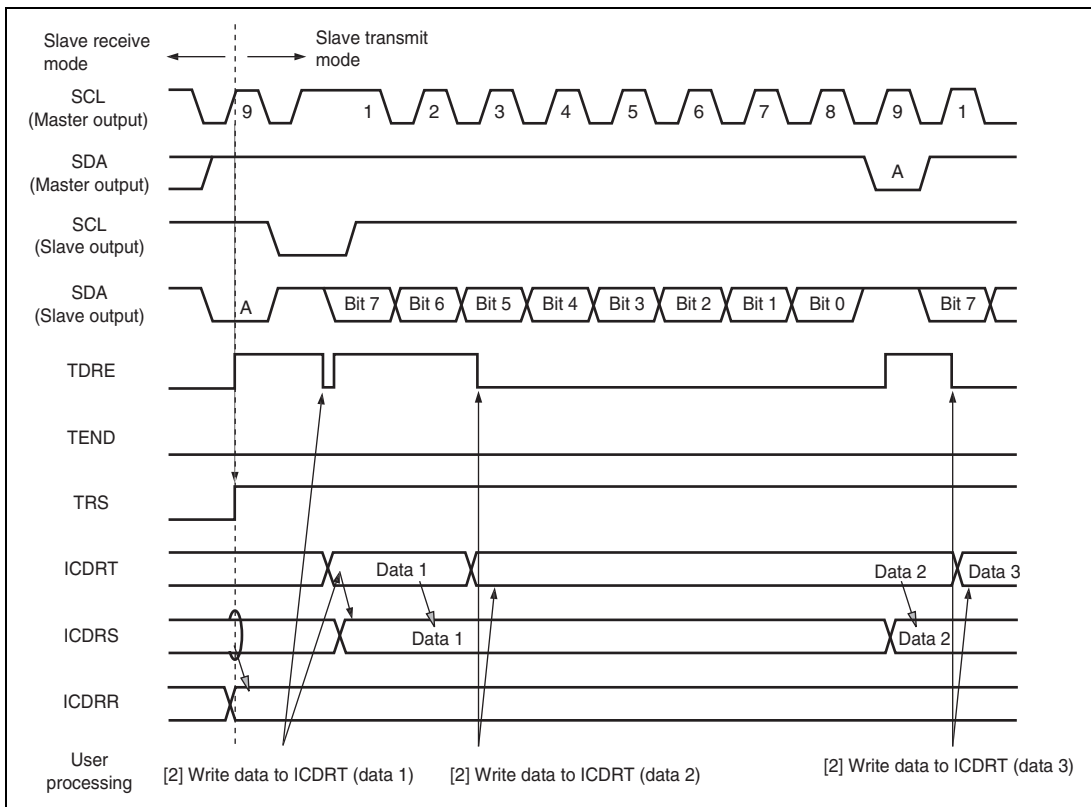 Slave receive
mode
Slave transmit
mode
SCL
(Master output)
9 1 2 3 4 5 6 7 8 9 1
SDA
(Master output)
A
SCL
(Slave output)
SDA
(Slave output)
A Bit 7 Bit 6 Bit 5 Bit 4 Bit 3 Bit 2 Bit 1 Bit 0 Bit 7
TDRE
TEND
TRS
ICDRT
Data 1 Data 2 Data 3
ICDRS
Data 1 Data 2
ICDRR
User
processing
[2] Write data to ICDRT (data 1) [2] Write data to ICDRT (data 2) [2] Write data to ICDRT (data 3)